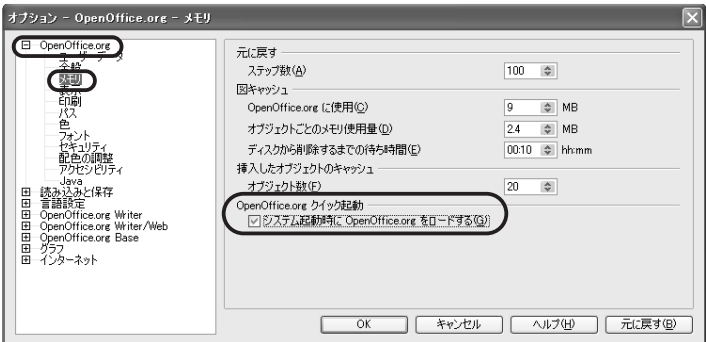 オプション - OpenOffice.org - メモリ
OpenOffice.org
ユーザーデータ
全般
メモリ
表示
印刷
パス
色
フォント
セキュリティ
配色の調整
アクセシビリティ
Java
読み込みと保存
言語設定
OpenOffice.org Writer
OpenOffice.org Writer/Web
OpenOffice.org Base
グラフ
インターネット
元に戻す
ステップ数(A) 100
図キャッシュ
OpenOffice.org に使用(C) 9 MB
オブジェクトごとのメモリ使用量(D) 2.4 MB
ディスクから削除するまでの待ち時間(E) 00:10 hh:mm
挿入したオブジェクトのキャッシュ
オブジェクト数(F) 20
OpenOffice.org クイック起動
システム起動時に OpenOffice.org をロードする(G)
OK キャンセル ヘルプ(H) 元に戻す(B)